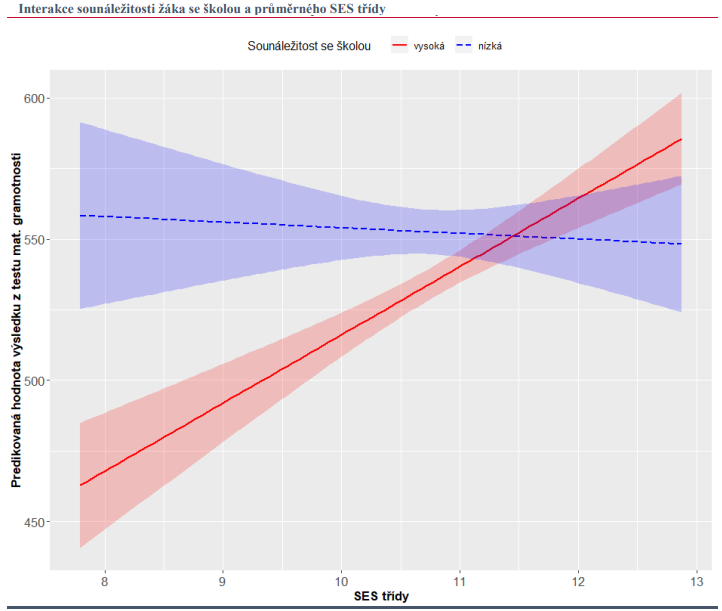 Interakce sounáležitosti žáka se školou a průměrného SES třídy
Sounáležitost se školou vysoká nízká
Predikovaná hodnota výsledku z testu mat. gramotnosti
600
550
500
450
8 9 10 11 12 13
SES třídy